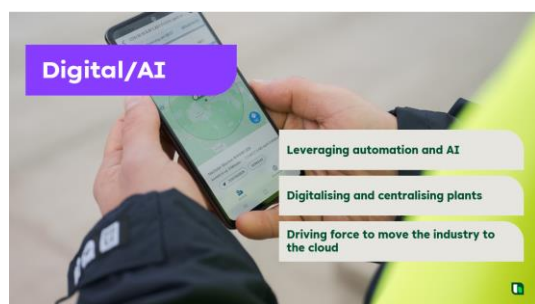 Digital/AI
Leveraging automation and AI
Digitalising and centralising plants
Driving force to move the industry to
the cloud